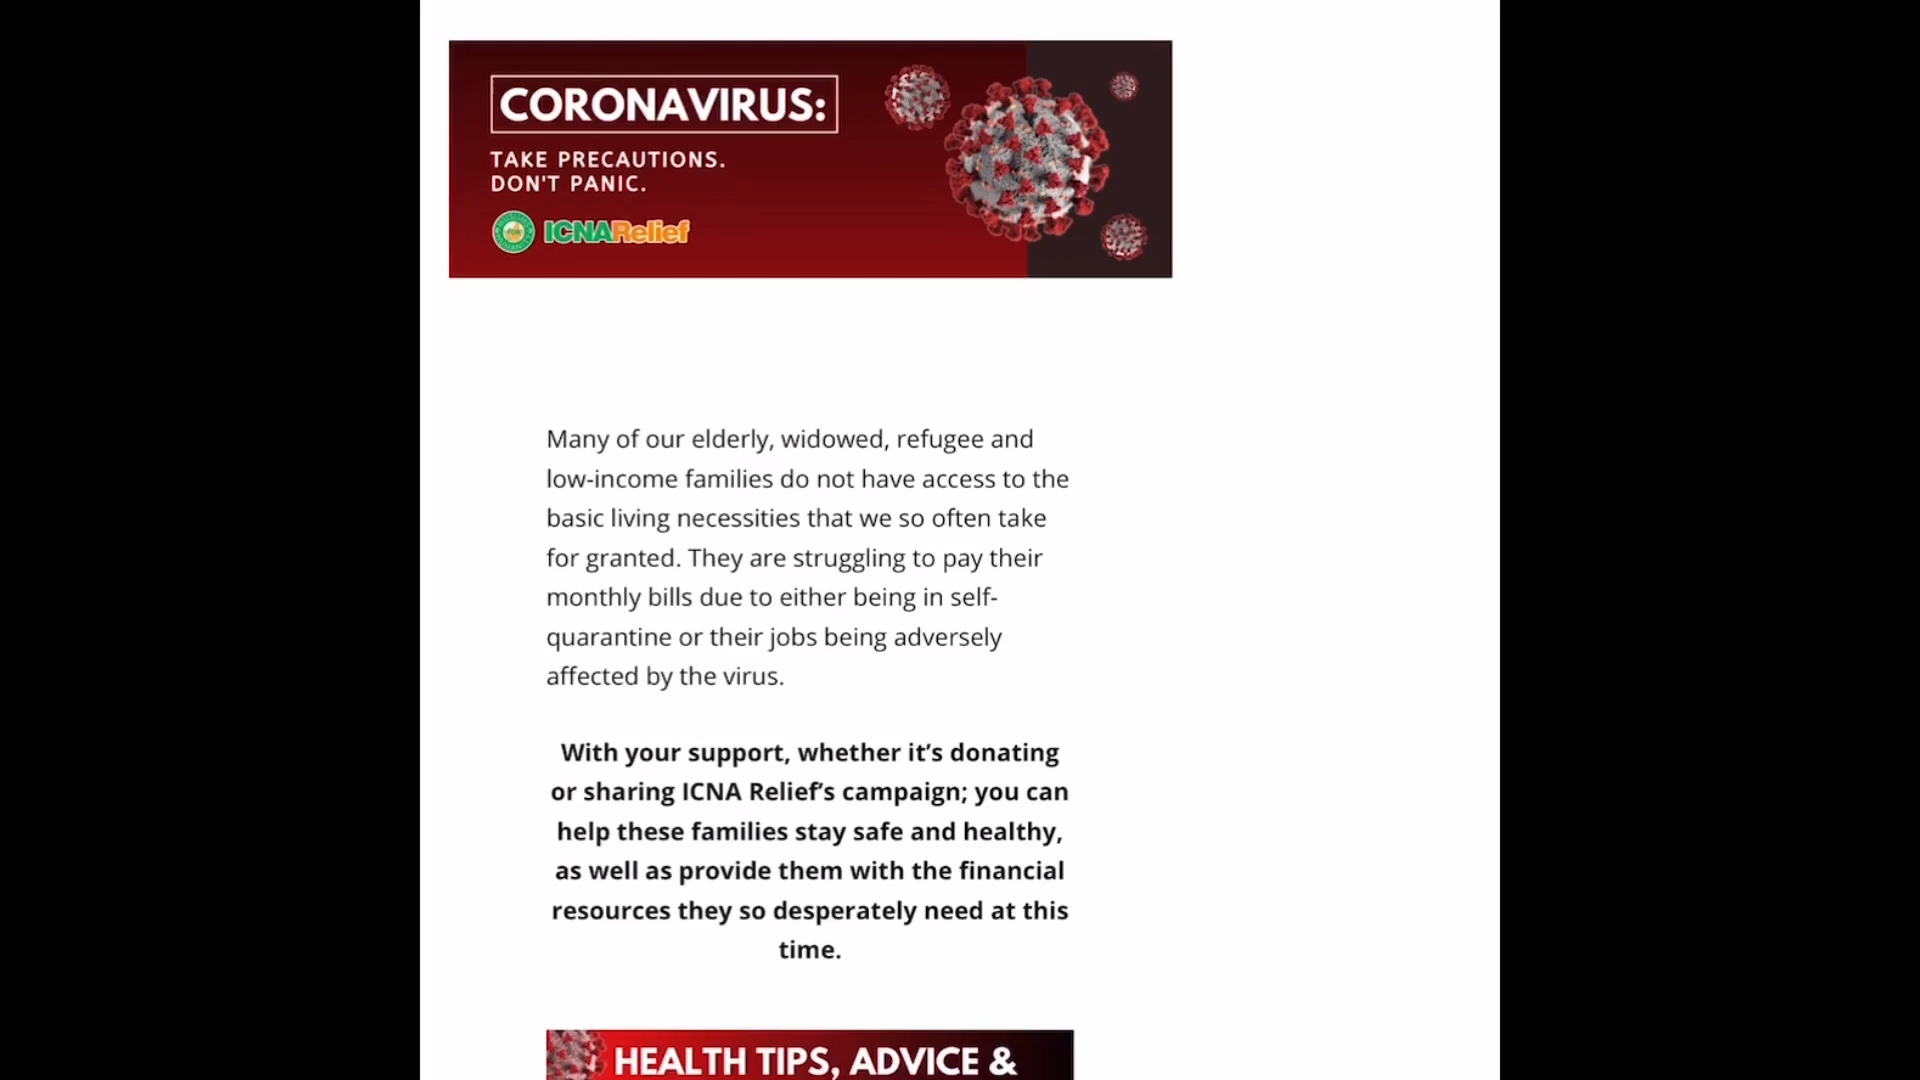 CORONAVIRUS:
TAKE PRECAUTIONS.
DON'T PANIC.
ICNARelief
Many of our elderly, widowed, refugee and
low-income families do not have access to the
basic living necessities that we so often take
for granted. They are struggling to pay their
monthly bills due to either being in self-
quarantine or their jobs being adversely
affected by the virus.
With your support, whether it’s donating
or sharing ICNA Relief’s campaign; you can
help these families stay safe and healthy,
as well as provide them with the financial
resources they so desperately need at this
time.
HEALTH TIPS, ADVICE &